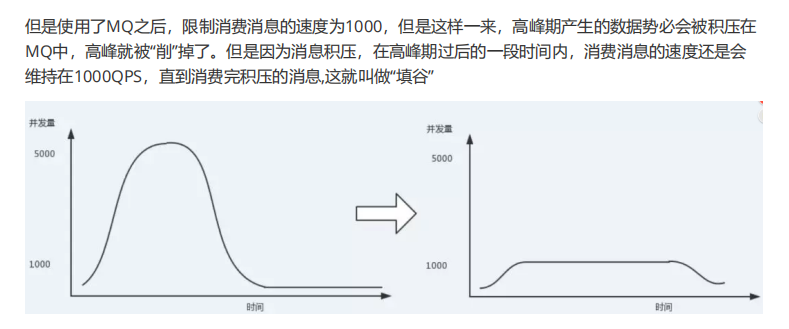 但是使用了MQ之后，限制消费消息的速度为1000，但是这样一来，高峰期产生的数据势必会被积压在
MQ中，高峰就被“削”掉了。但是因为消息积压，在高峰期过后的一段时间内，消费消息的速度还是会
维持在1000QPS，直到消费完积压的消息,这就叫做“填谷”
并发量
5000
1000
时间
并发量
5000
1000
时间